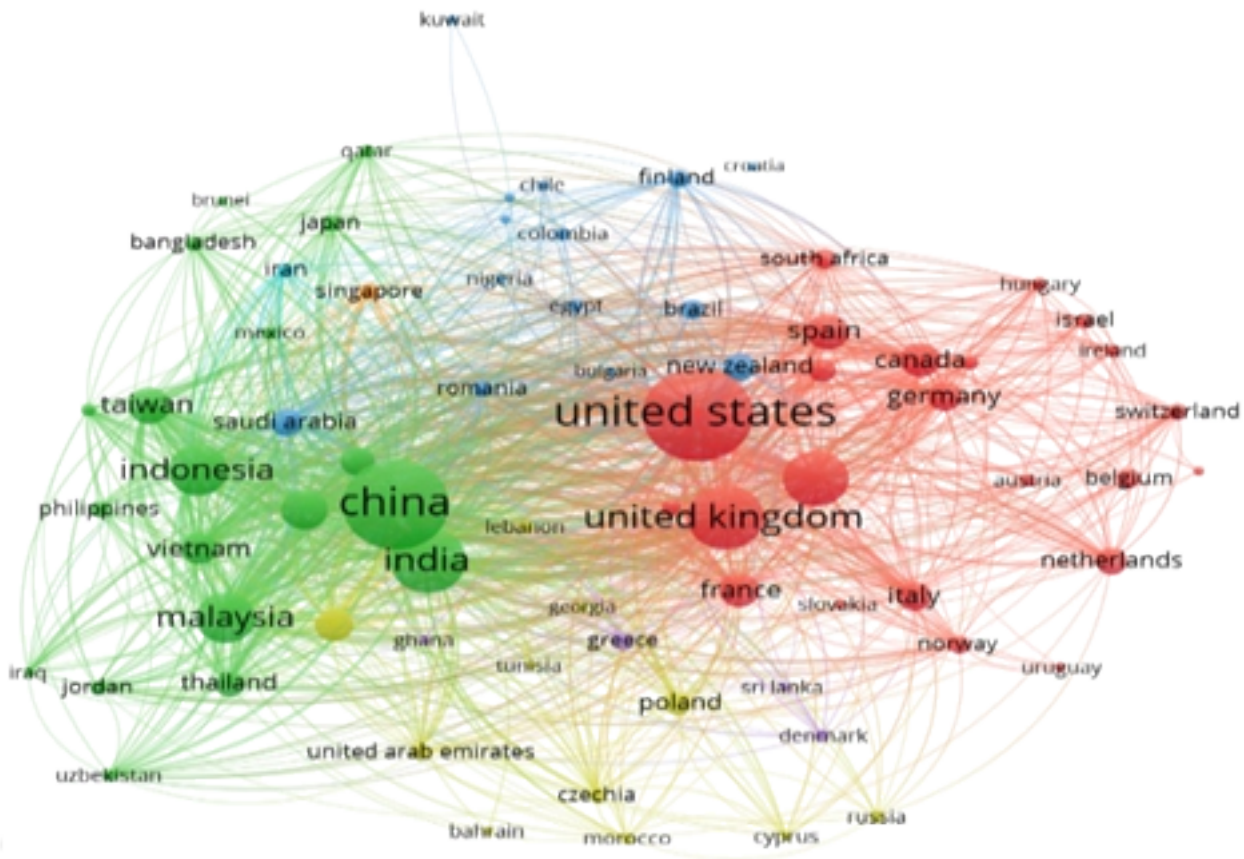 kuwait
qatar
croatia
finland
chile
brunei
japan
colombia
bangladesh
south africa
iran
nigeria
hungary
singapore
egypt
brazil
israel
mexico
spain
ireland
canada
new zealand
bulgaria
romania
germany
taiwan
united states
switzerland
saudi arabia
indonesia
belgium
austria
china
philippines
united kingdom
lebanon
vietnam
india
netherlands
france
italy
slovakia
georgia
malaysia
ghana
greece
norway
tunisia
uruguay
iraq
jordan
thailand
sri lanka
poland
denmark
united arab emirates
uzbekistan
czechia
russia
bahrain
morocco
cyprus